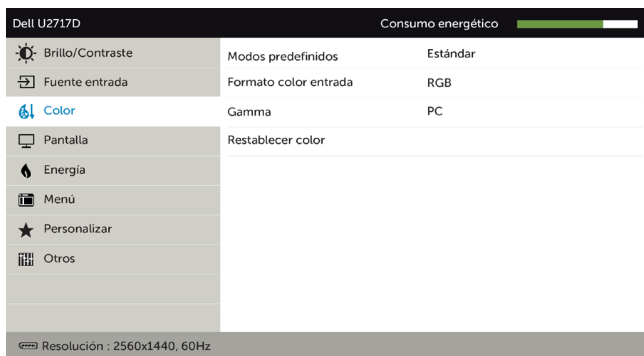 Dell U2717D Consumo energético
Brillo/Contraste Modos predefinidos Estándar
Fuente entrada Formato color entrada RGB
Color Gamma PC
Pantalla Restablecer color
Energía
Menú
Personalizar
Otros
Resolución : 2560x1440, 60Hz